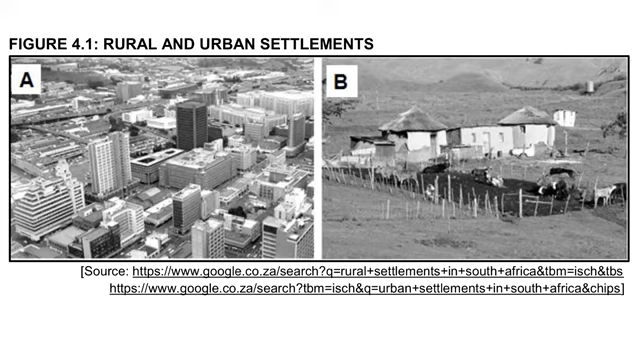 FIGURE 4.1: RURAL AND URBAN SETTLEMENTS
A
B
[Source: https://www.google.co.za/search?q=rural+settlements+in+south+africa&tbm=isch&tbs
https://www.google.co.za/search?tbm=isch&q=urban+settlements+in+south+africa&chips]